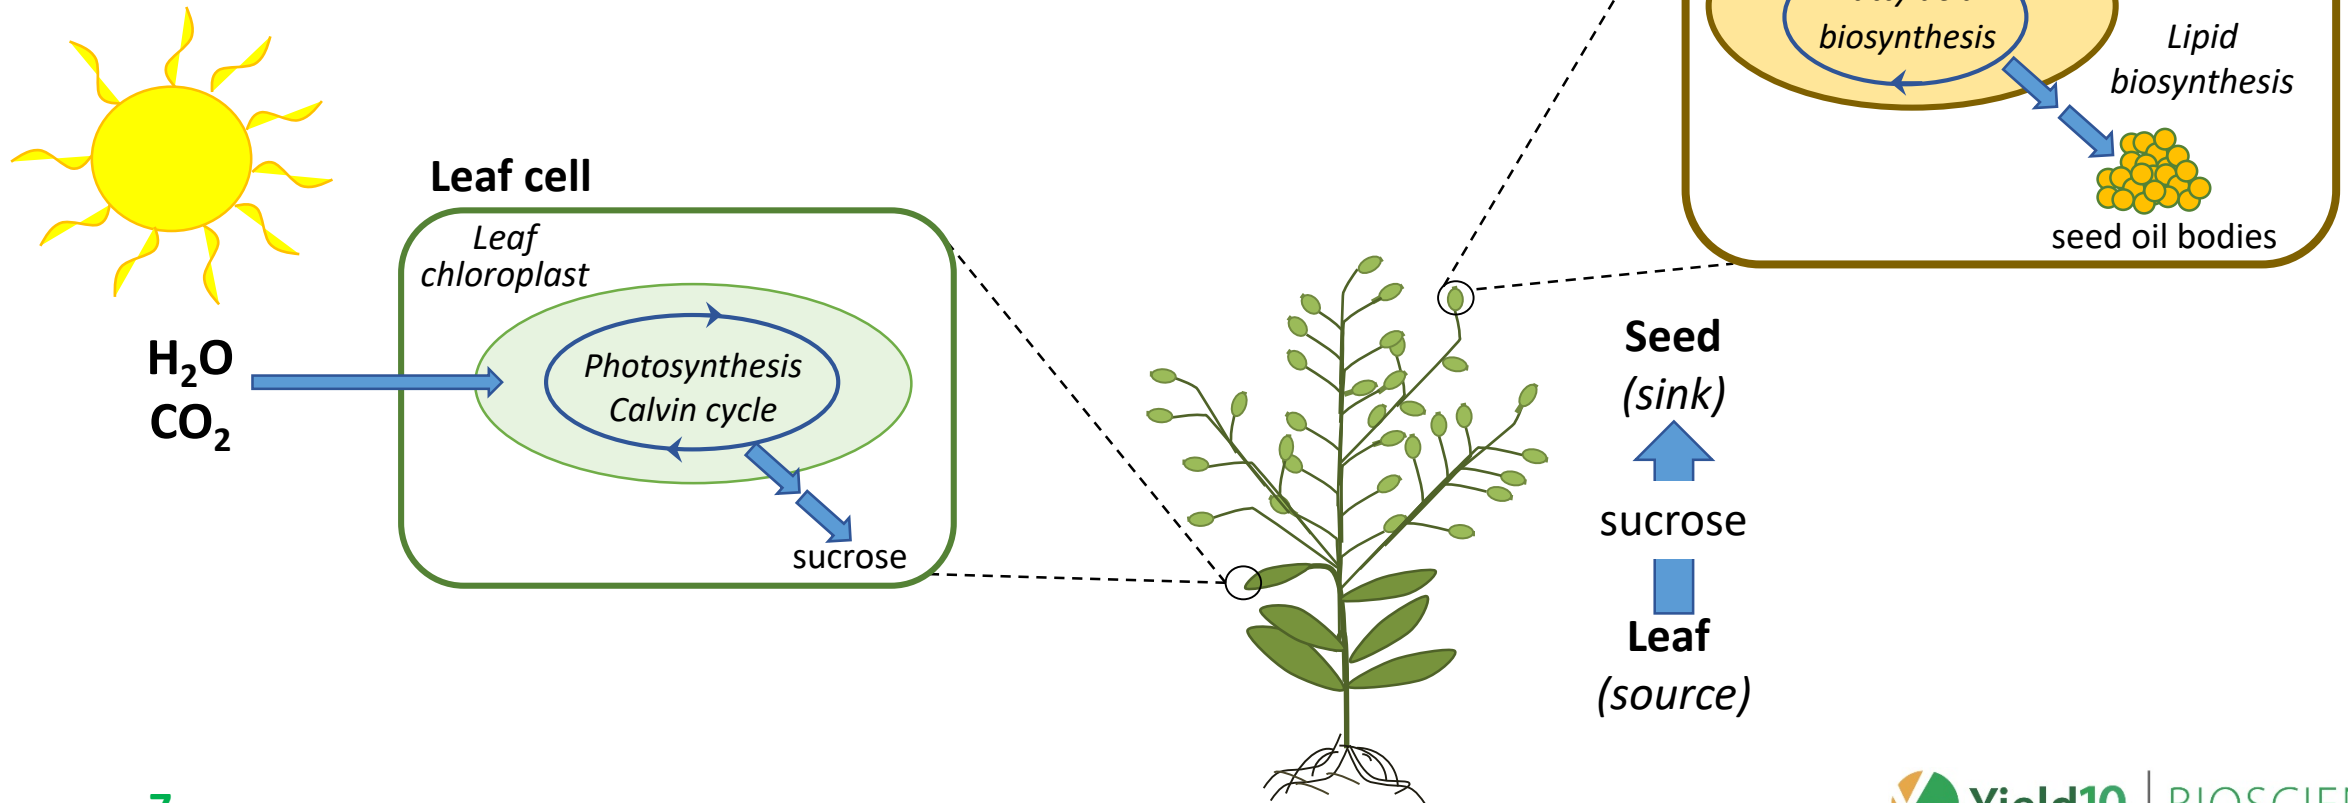 biosynthesis
Lipid
biosynthesis
seed oil bodies
Leaf cell
Leaf
chloroplast
Photosynthesis
Calvin cycle
sucrose
H₂O
CO₂
Seed
(sink)
sucrose
Leaf
(source)
Yield10